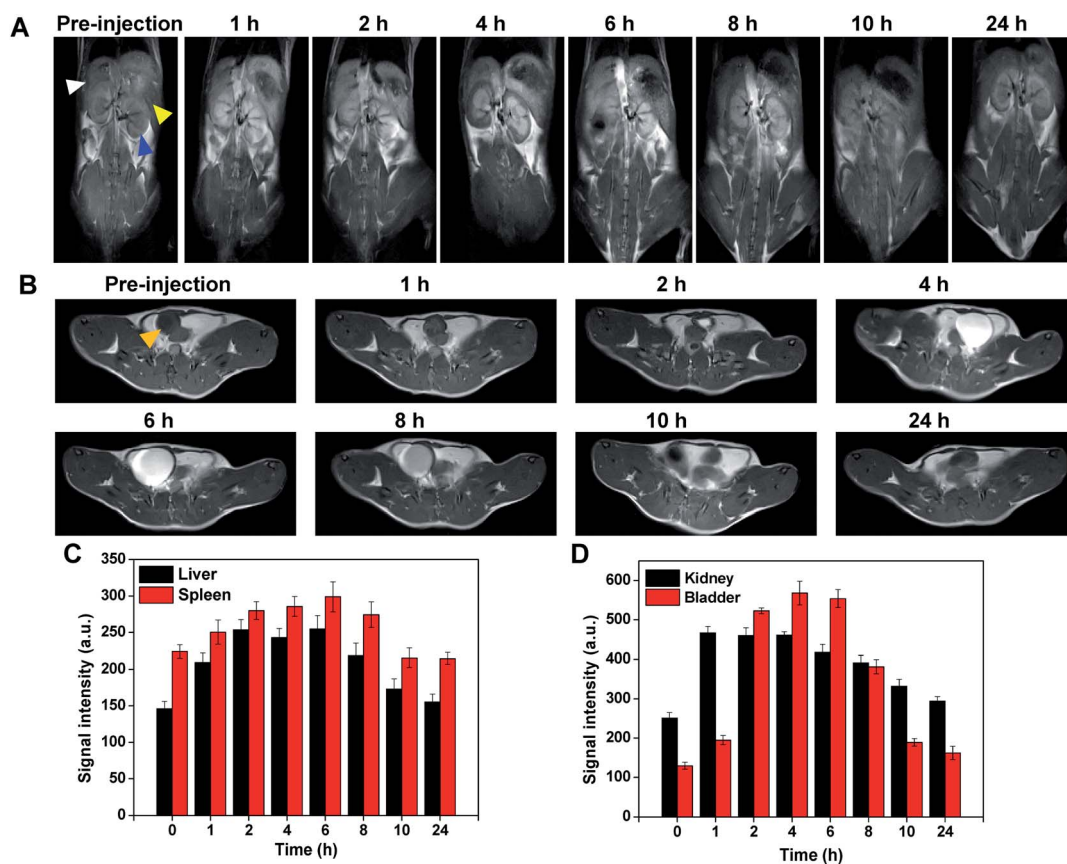 A
Pre-injection 1 h 2 h 4 h 6 h 8 h 10 h 24 h
B
Pre-injection 1 h 2 h 4 h
6 h 8 h 10 h 24 h
C
350
300
250
200
150
100
50
0
Signal intensity (a.u.)
Liver
Spleen
0 1 2 4 6 8 10 24
Time (h)
D
600
500
400
300
200
100
0
Signal intensity (a.u.)
Kidney
Bladder
0 1 2 4 6 8 10 24
Time (h)